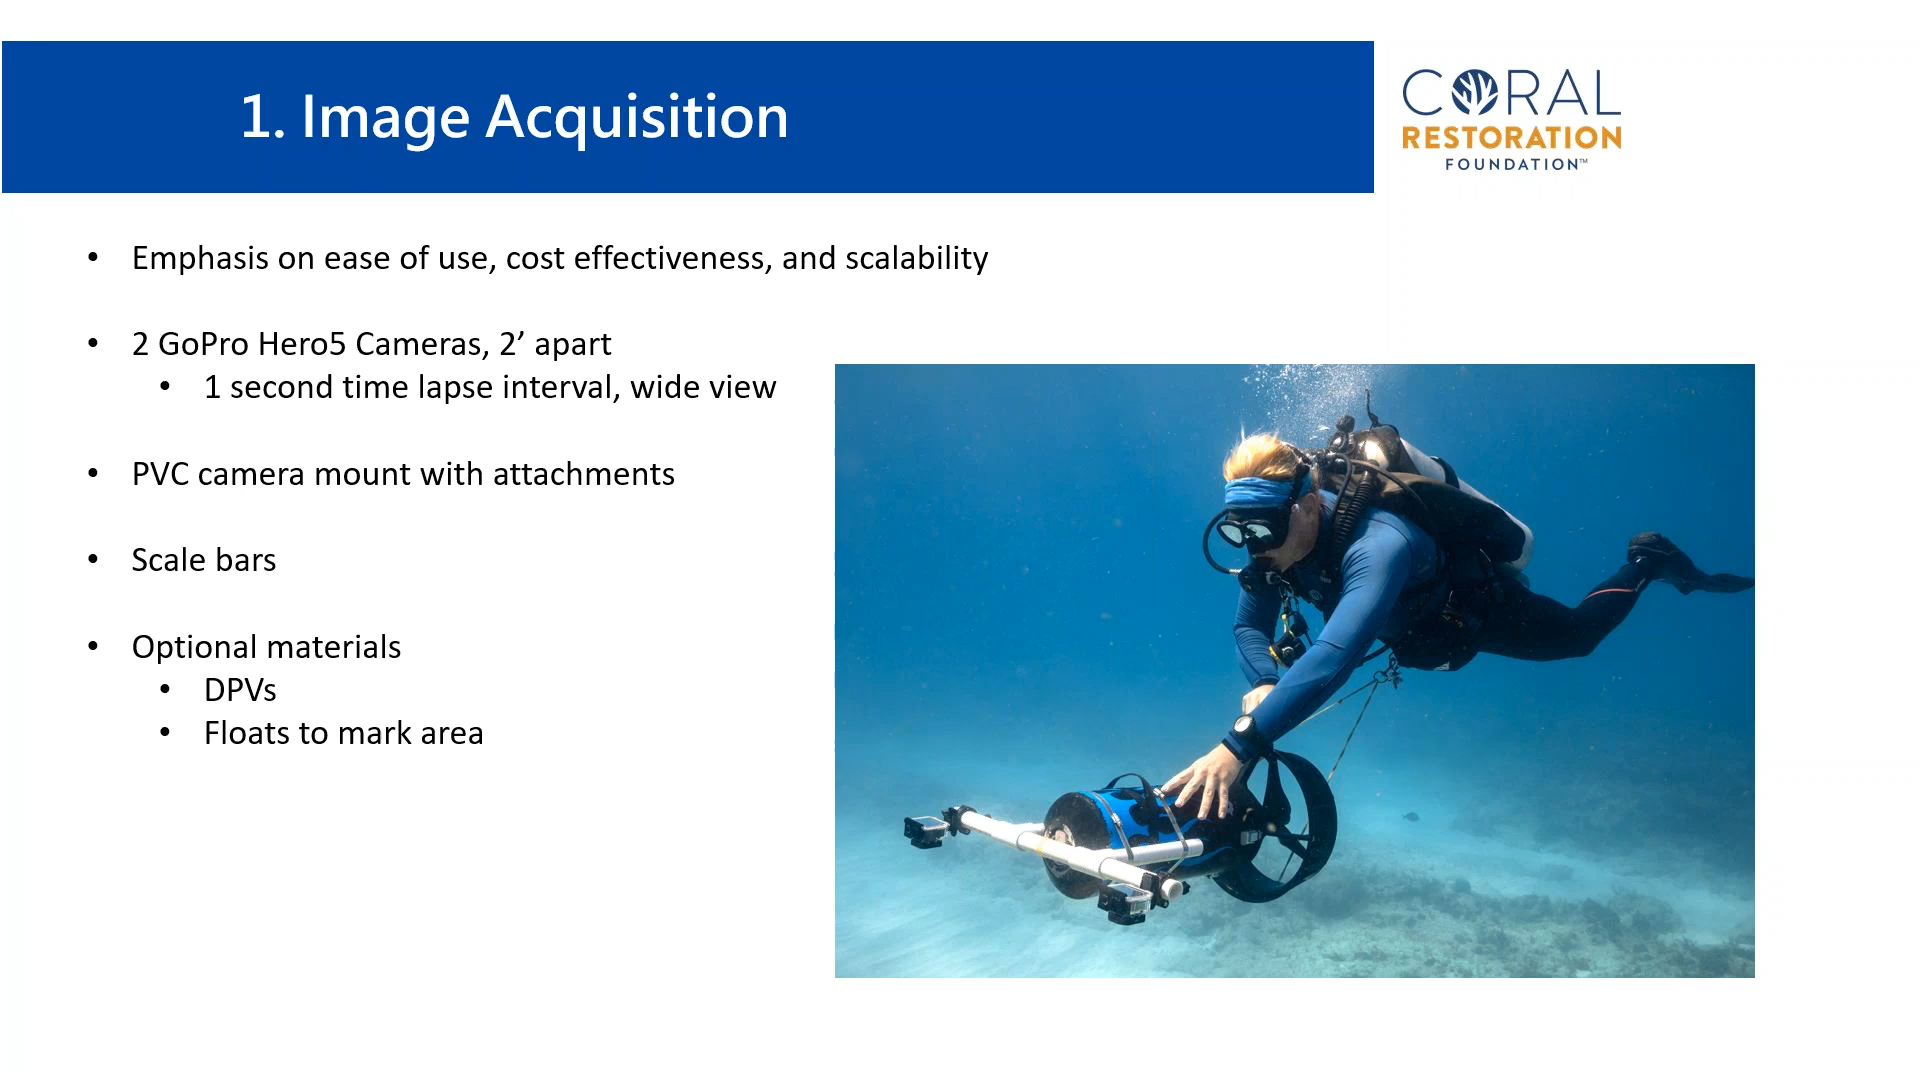 1. Image Acquisition
CORAL
RESTORATION
FOUNDATION™
• Emphasis on ease of use, cost effectiveness, and scalability
• 2 GoPro Hero5 Cameras, 2’ apart
• 1 second time lapse interval, wide view
• PVC camera mount with attachments
• Scale bars
• Optional materials
• DPVs
• Floats to mark area